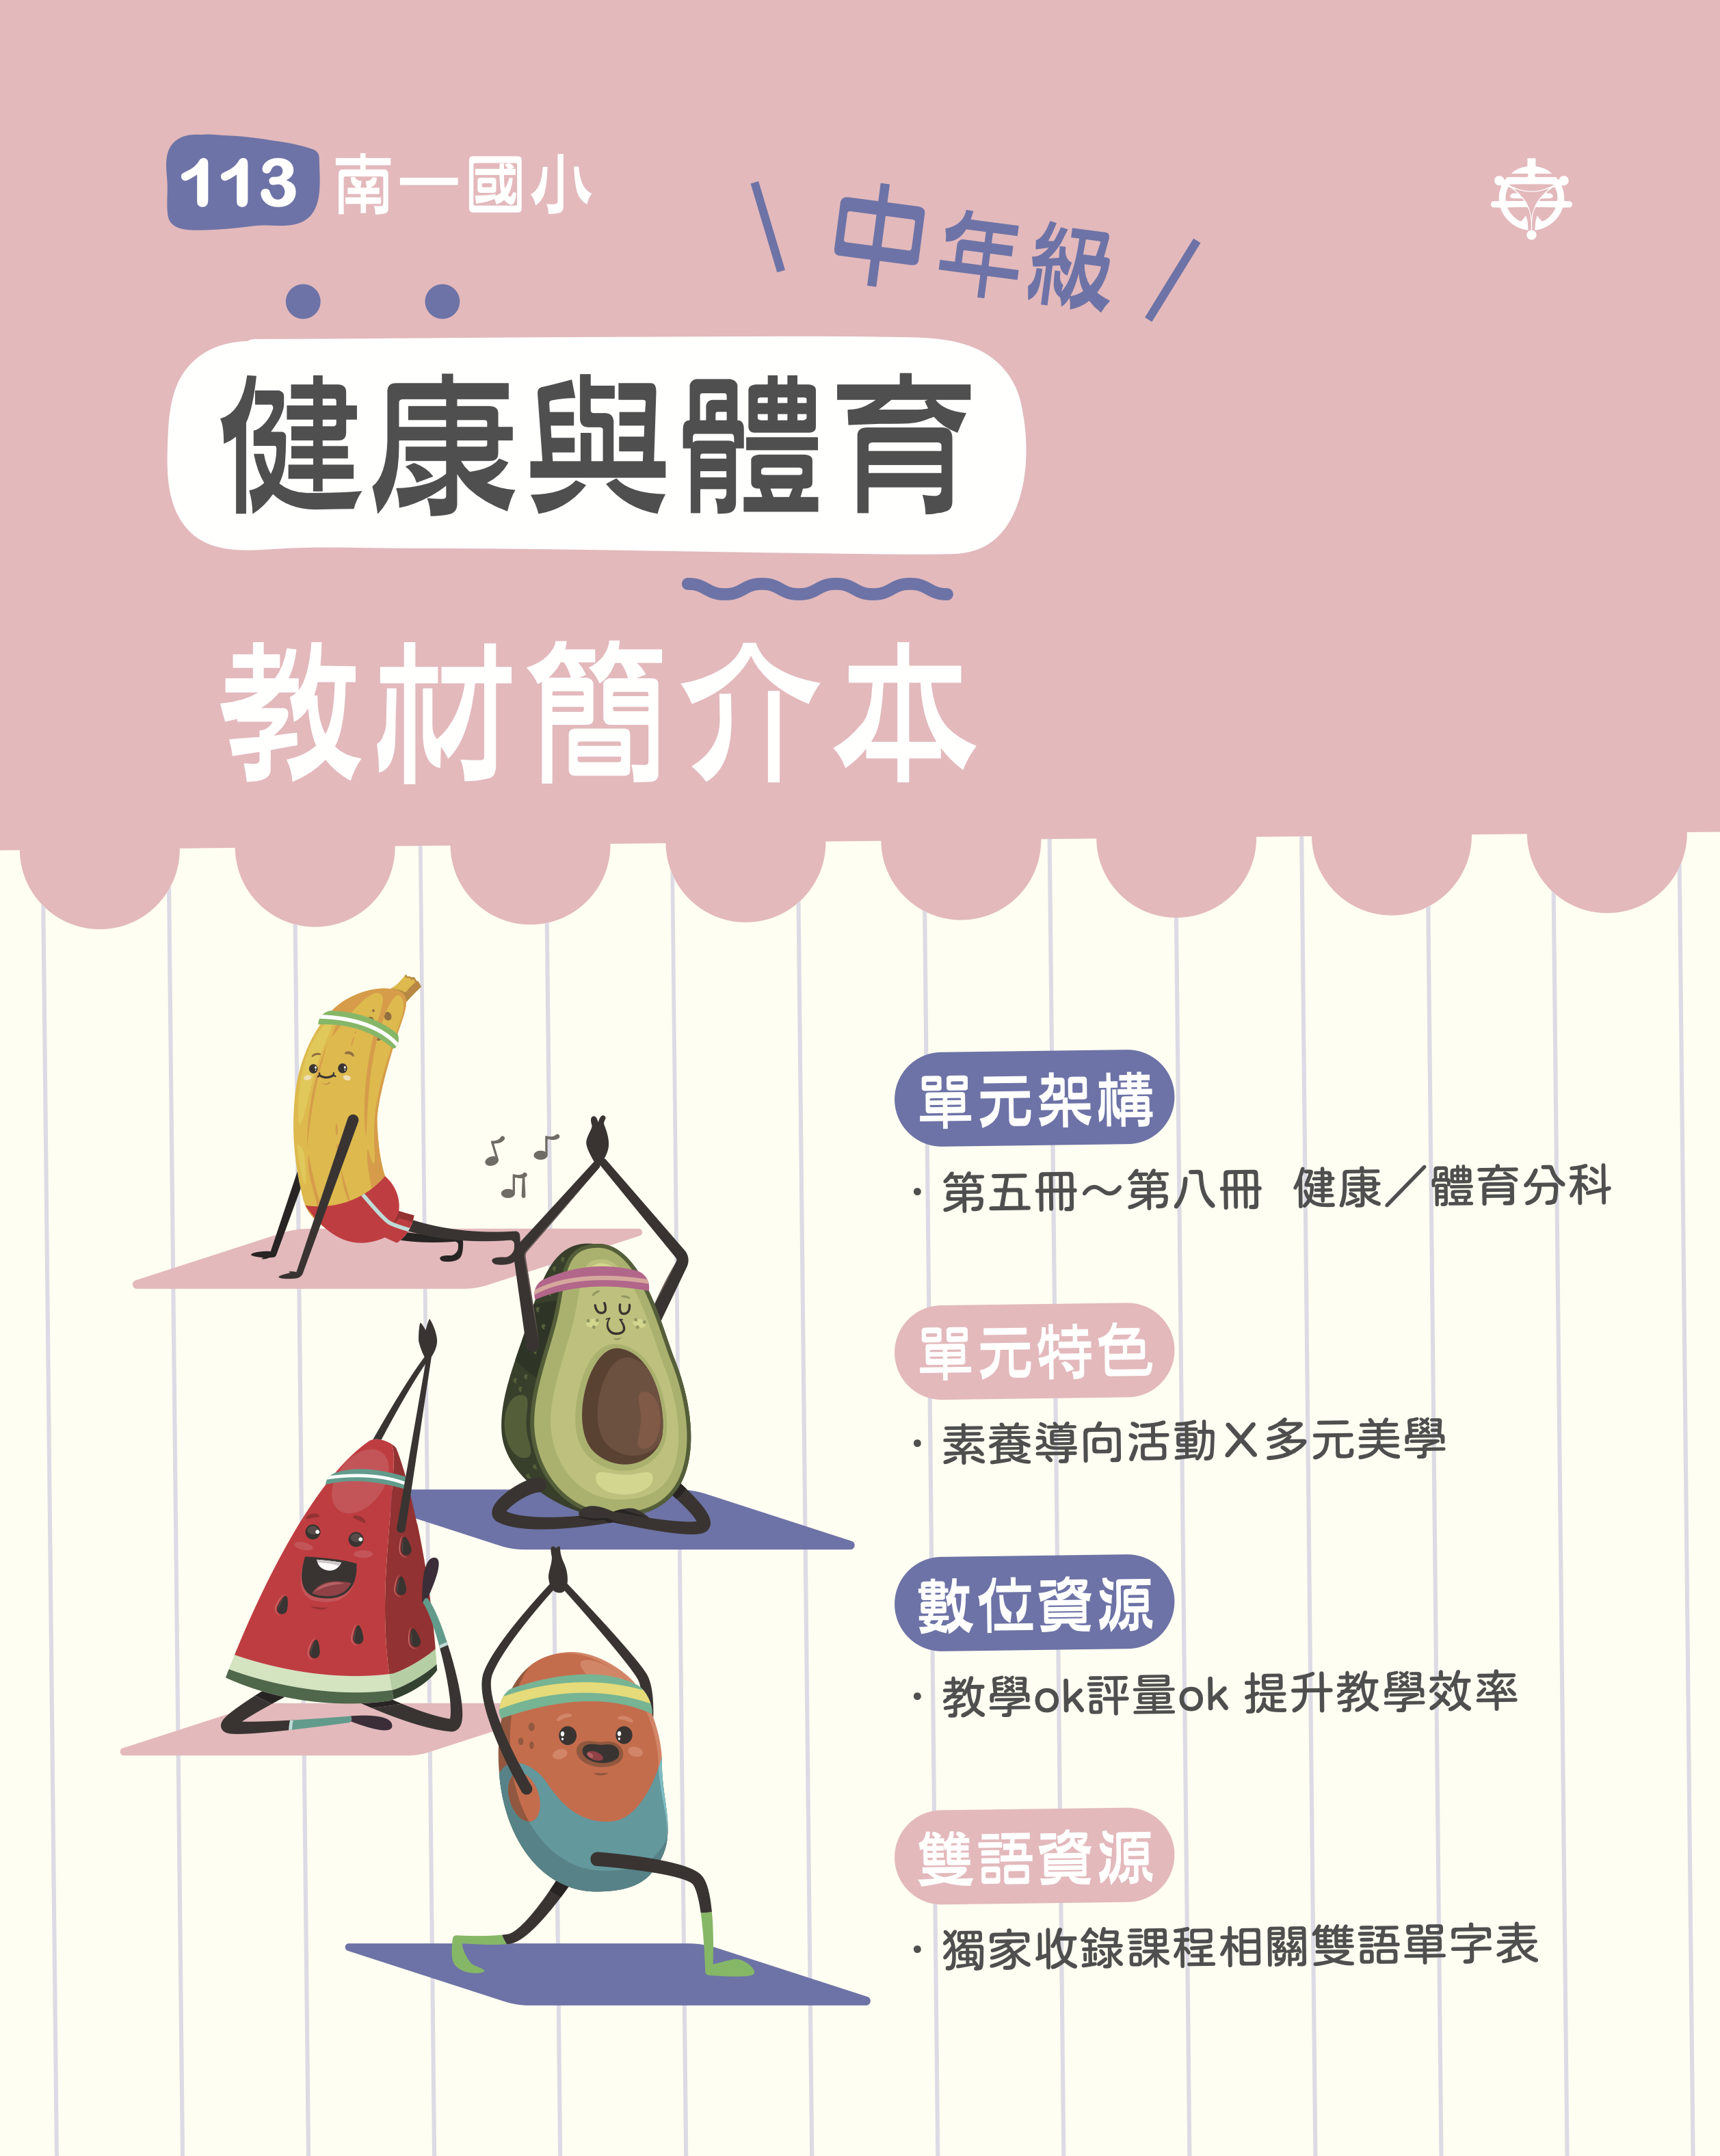 113 南一國小
中年級
健康與體育
教材簡介本
單元架構
・第五冊～第八冊 健康／體育分科
單元特色
・素養導向活動╳多元美學
數位資源
・教學ok評量ok 提升教學效率
雙語資源
・獨家收錄課程相關雙語單字表